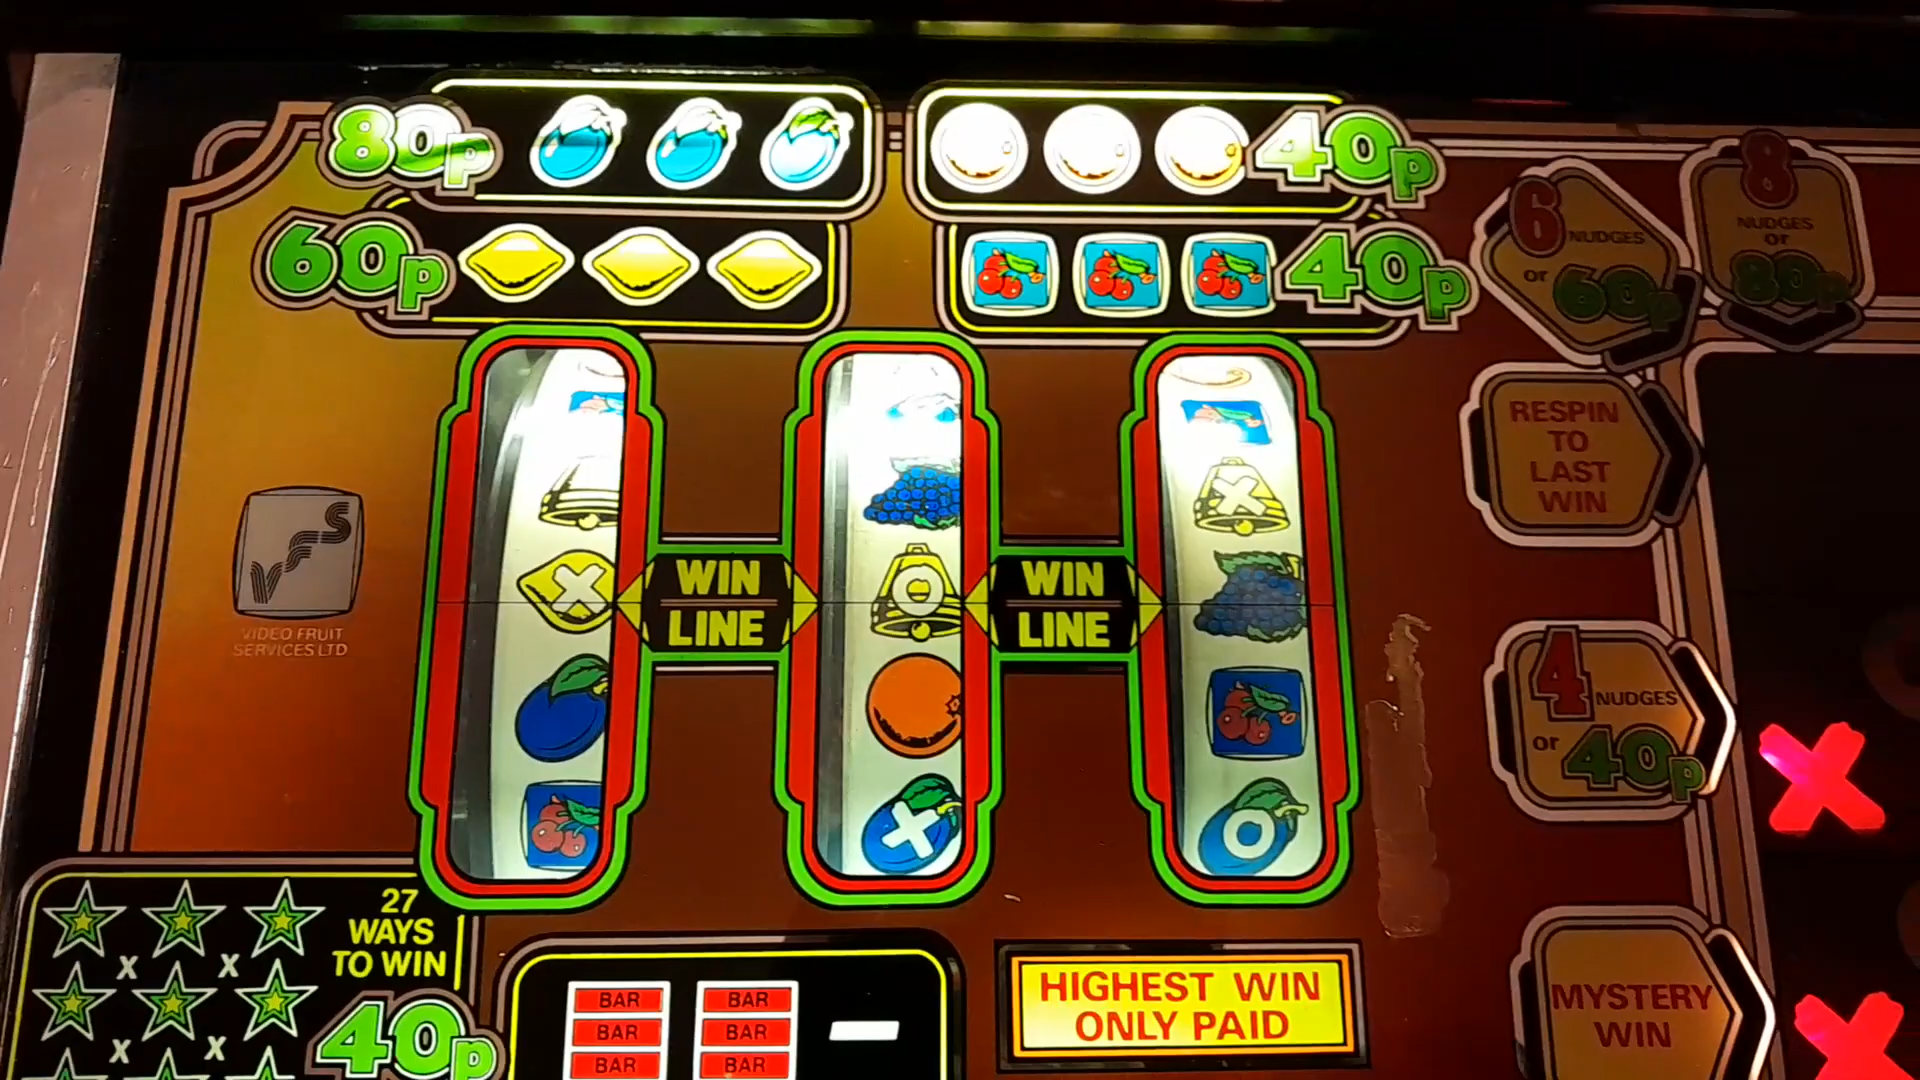 80p
40p
60p
40p
6 NUDGES
or 60p
8
NUDGES
or
80p
RESPIN
TO
LAST
WIN
VFS
VIDEO FRUIT
SERVICES LTD
WIN
LINE
WIN
LINE
4 NUDGES
or 40p
27
WAYS
TO WIN
40p
BAR
BAR
BAR
BAR
BAR
BAR
HIGHEST WIN
ONLY PAID
MYSTERY
WIN
X
X
X
O
X
X
O
X
X
X
X